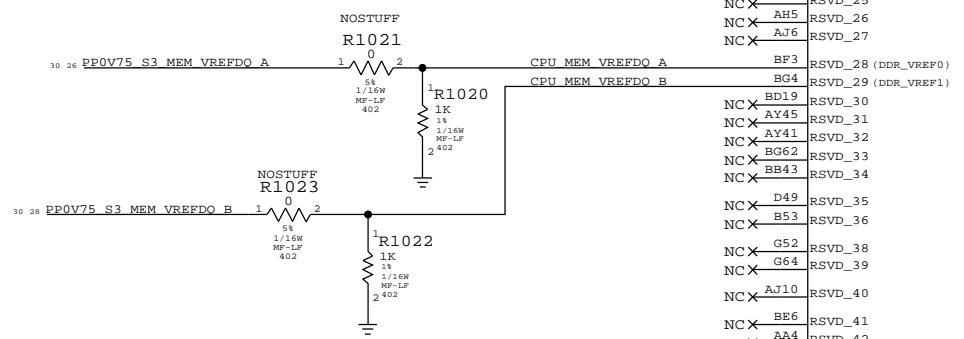 RSVD_25
NC
NOSTUFF
AH5 RSVD_26
NC
R1021
AJ6 RSVD_27
NC
0
30 26 PP0V75_S3_MEM_VREFDQ_A 1 2 CPU_MEM_VREFDQ_A BF3 RSVD_28 (DDR_VREF0)
5%
1/16W
MF-LF
402
CPU_MEM_VREFDQ_B BG4 RSVD_29 (DDR_VREF1)
1 R1020
1K
1%
1/16W
MF-LF
2 402
NC BD19 RSVD_30
NC AY45 RSVD_31
NC AY41 RSVD_32
NC BG62 RSVD_33
NC BB43 RSVD_34
NOSTUFF
R1023
0
30 28 PP0V75_S3_MEM_VREFDQ_B 1 2
5%
1/16W
MF-LF
402
NC D49 RSVD_35
NC B53 RSVD_36
1 R1022
1K
1%
1/16W
MF-LF
2 402
NC G52 RSVD_38
NC G64 RSVD_39
NC AJ10 RSVD_40
NC BE6 RSVD_41
AA4 RSVD_42